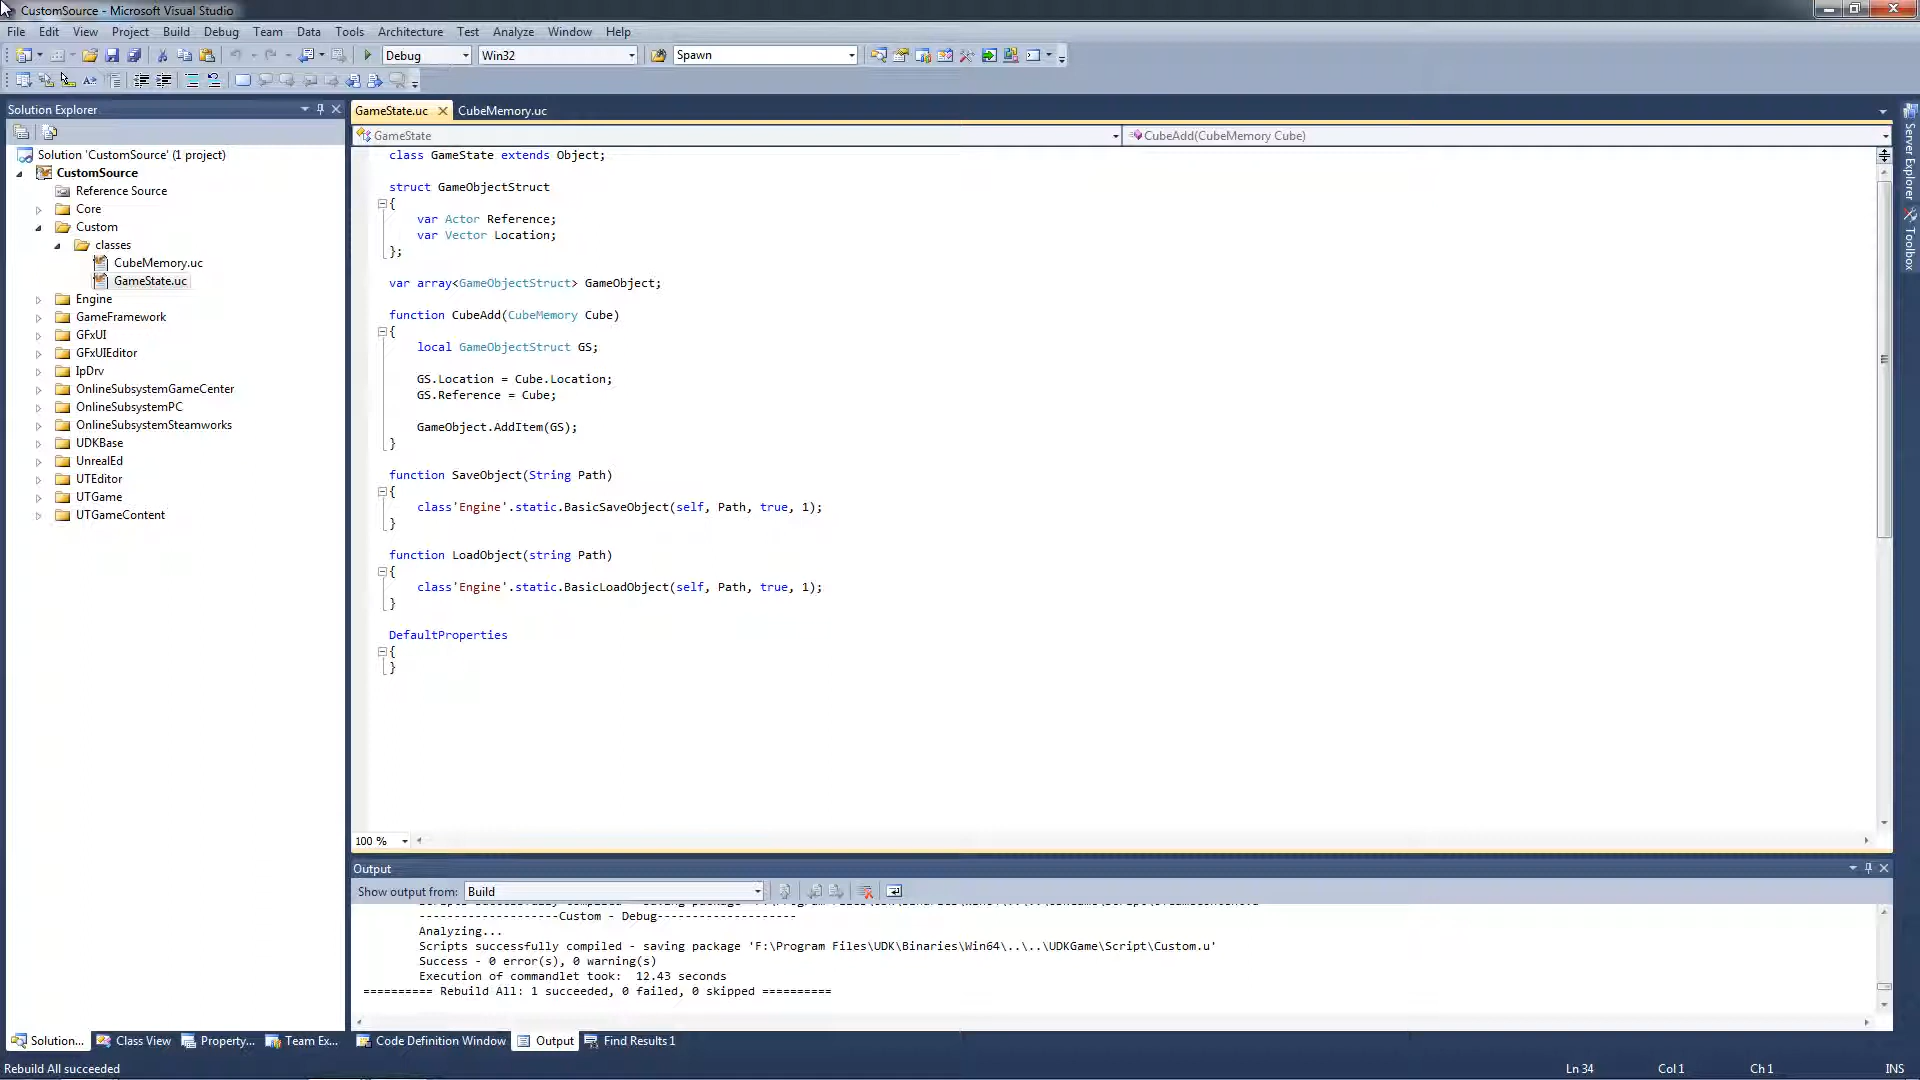 CustomSource - Microsoft Visual Studio
File Edit View Project Build Debug Team Data Tools Architecture Test Analyze Window Help
Debug Win32 Spawn
Solution Explorer
Solution 'CustomSource' (1 project)
CustomSource
Reference Source
Core
Custom
classes
CubeMemory.uc
GameState.uc
Engine
GameFramework
GFxUI
GFxUIEditor
IpDrv
OnlineSubsystemGameCenter
OnlineSubsystemPC
OnlineSubsystemSteamworks
UDKBase
UnrealEd
UTEditor
UTGame
UTGameContent
GameState.uc CubeMemory.uc
GameState CubeAdd(CubeMemory Cube)
class GameState extends Object;
struct GameObjectStruct
{
var Actor Reference;
var Vector Location;
};
var array<GameObjectStruct> GameObject;
function CubeAdd(CubeMemory Cube)
{
local GameObjectStruct GS;
GS.Location = Cube.Location;
GS.Reference = Cube;
GameObject.AddItem(GS);
}
function SaveObject(String Path)
{
class'Engine'.static.BasicSaveObject(self, Path, true, 1);
}
function LoadObject(string Path)
{
class'Engine'.static.BasicLoadObject(self, Path, true, 1);
}
DefaultProperties
{
}
100 %
Server Explorer
Toolbox
Output
Show output from: Build
--------------------Custom - Debug--------------------
Analyzing...
Scripts successfully compiled - saving package 'F:\Program Files\UDK\Binaries\Win64\..\..\UDKGame\Script\Custom.u'
Success - 0 error(s), 0 warning(s)
Execution of commandlet took: 12.43 seconds
========== Rebuild All: 1 succeeded, 0 failed, 0 skipped ==========
Solution... Class View Property... Team Ex... Code Definition Window Output Find Results 1
Rebuild All succeeded Ln 34 Col 1 Ch 1 INS